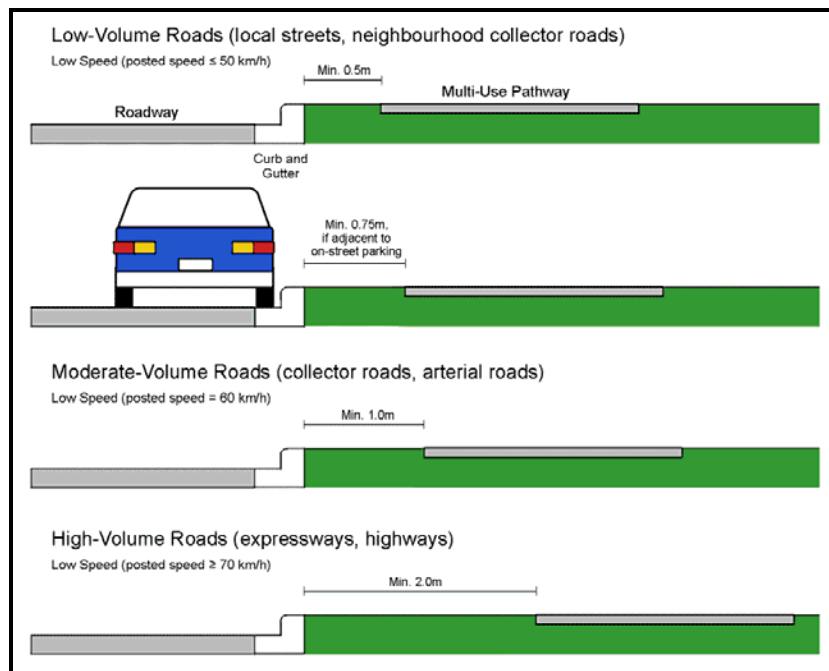 Low-Volume Roads (local streets, neighbourhood collector roads)
Low Speed (posted speed ≤ 50 km/h)
Min. 0.5m
Multi-Use Pathway
Roadway
Curb and
Gutter
Min. 0.75m,
if adjacent to
on-street parking
Moderate-Volume Roads (collector roads, arterial roads)
Low Speed (posted speed = 60 km/h)
Min. 1.0m
High-Volume Roads (expressways, highways)
Low Speed (posted speed ≥ 70 km/h)
Min. 2.0m